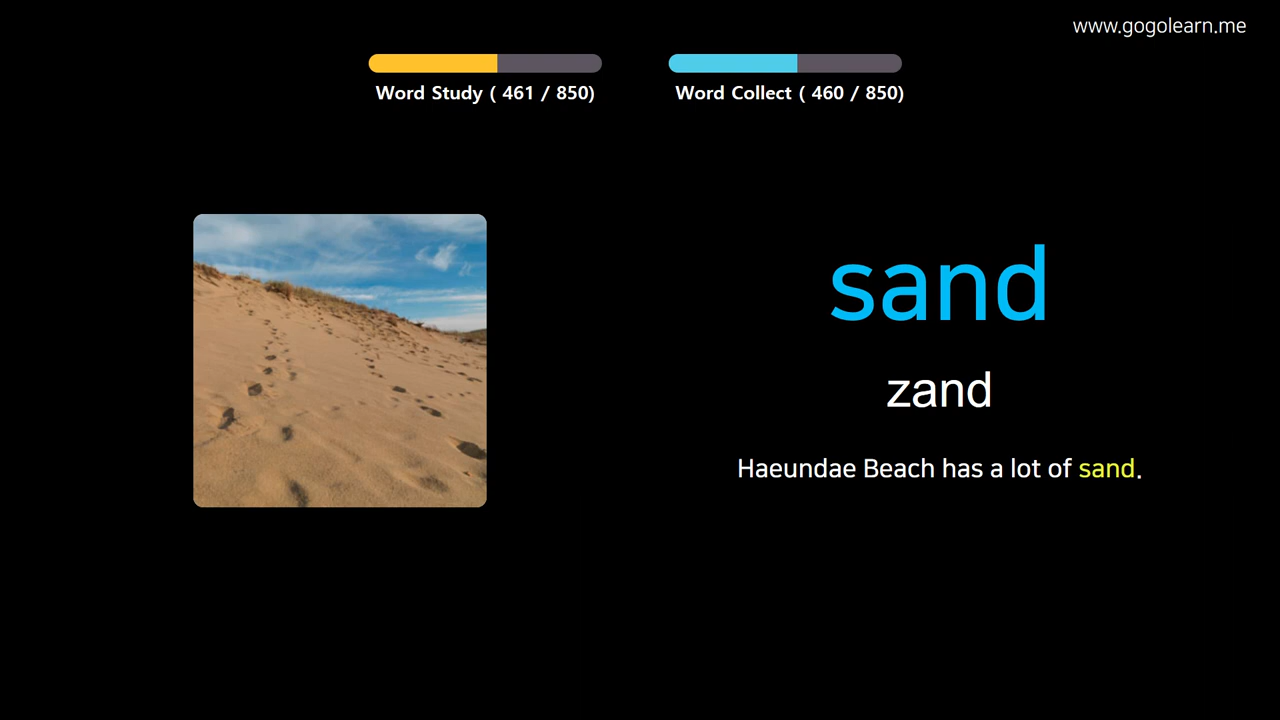 www.gogolearn.me
Word Study ( 461 / 850)
Word Collect ( 460 / 850)
sand
zand
Haeundae Beach has a lot of sand.